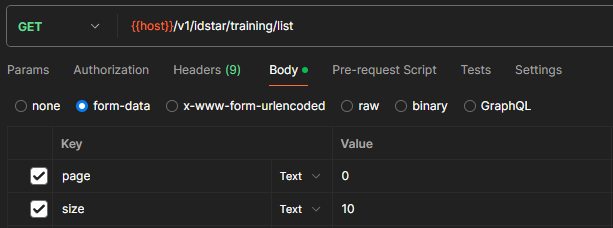 GET {{host}}/v1/idstar/training/list
Params Authorization Headers (9) Body Pre-request Script Tests Settings
none form-data x-www-form-urlencoded raw binary GraphQL
Key Value
page Text 0
size Text 10